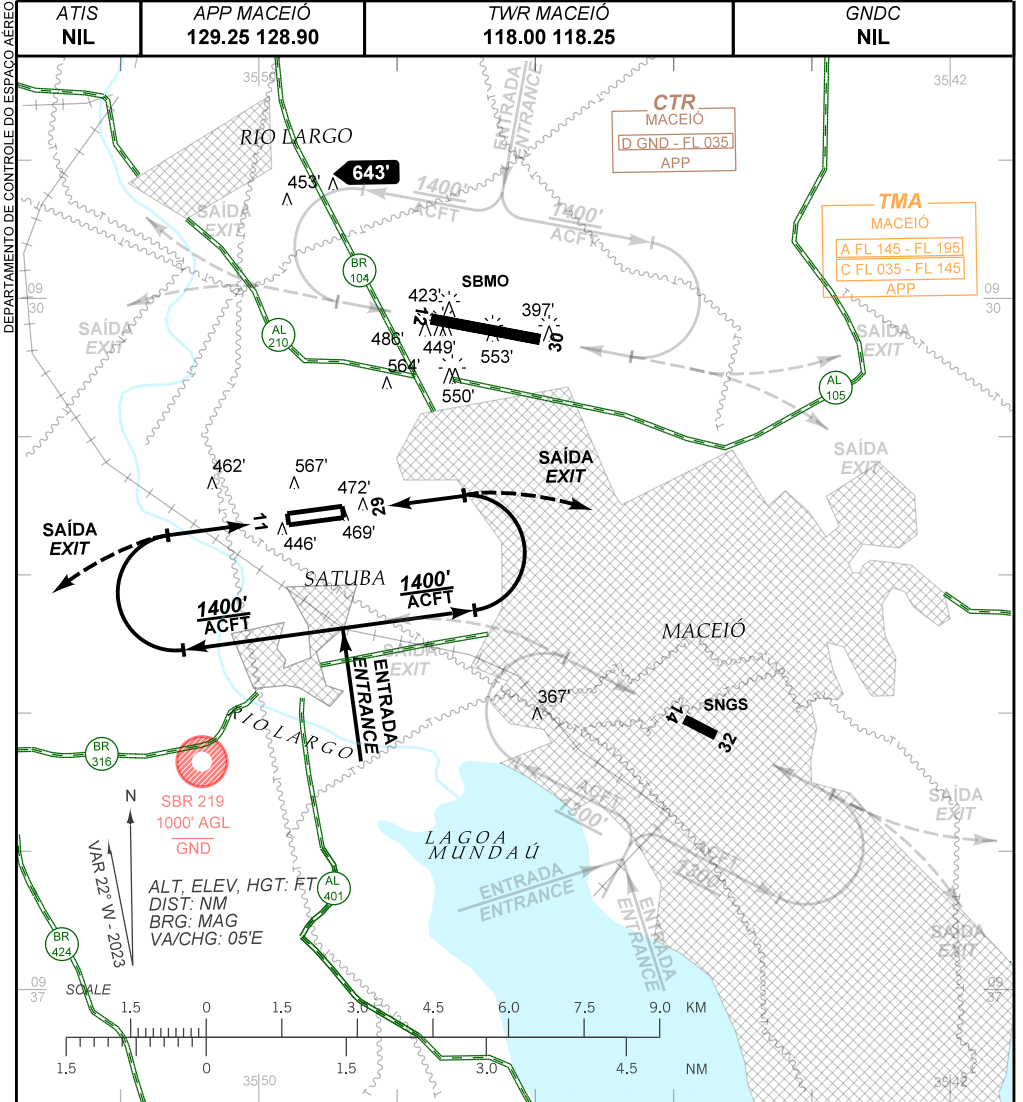 DEPARTAMENTO DE CONTROLE DO ESPAÇO AÉREO
ATIS
NIL
APP MACEIÓ
129.25 128.90
TWR MACEIÓ
118.00 118.25
GNDC
NIL
35 50
35 42
ENTRADA
ENTRANCE
CTR
MACEIÓ
D GND - FL 035
APP
RIO LARGO
643'
453'
1400'
ACFT
1400'
ACFT
TMA
MACEIÓ
A FL 145 - FL 195
C FL 035 - FL 145
APP
SAÍDA
EXIT
BR
104
SBMO
09
30
09
30
423'
397'
12
30
SAÍDA
EXIT
AL
210
486'
449'
553'
SAÍDA
EXIT
564'
550'
AL
105
SAÍDA
EXIT
SAÍDA
EXIT
462'
567'
472'
29
11
469'
446'
SAÍDA
EXIT
SATUBA
1400'
ACFT
1400'
ACFT
MACEIÓ
SAÍDA
EXIT
ENTRADA
ENTRANCE
367'
SNGS
14
32
RIO LARGO
BR
316
SBR 219
1000' AGL
GND
N
VAR 22° W - 2023
ACFT
1300'
SAÍDA
EXIT
LAGOA
MUNDAÚ
ACFT
1300'
ALT, ELEV, HGT: FT
DIST: NM
BRG: MAG
VA/CHG: 05'E
AL
401
ENTRADA
ENTRANCE
ENTRADA
ENTRANCE
SAÍDA
EXIT
BR
424
09
37
09
37
SCALE
1.5 0 1.5 3.0 4.5 6.0 7.5 9.0 KM
1.5 0 1.5 3.0 4.5 NM
35 50
35 42